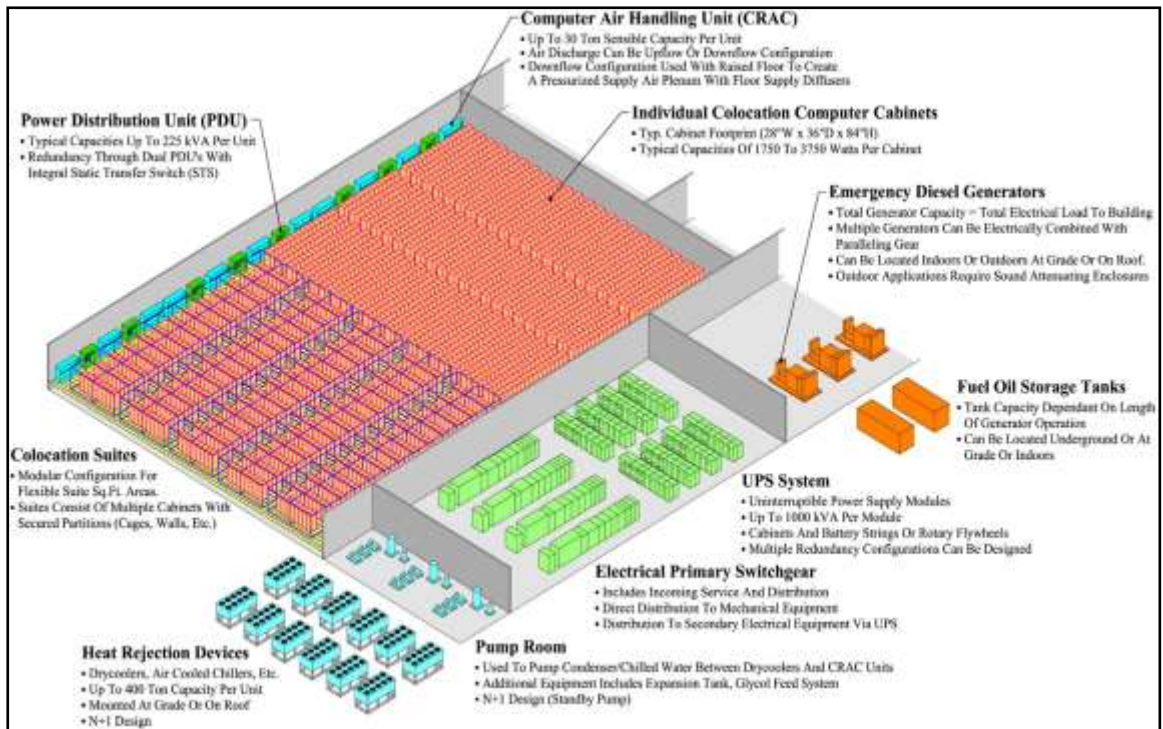 Computer Air Handling Unit (CRAC)
• Up To 30 Ton Sensible Capacity Per Unit
• Air Discharge Can Be Upflow Or Downflow Configuration
• Downflow Configuration Used With Raised Floor To Create
A Pressurized Supply Air Plenum With Floor Supply Diffusers
Power Distribution Unit (PDU)
• Typical Capacities Up To 225 kVA Per Unit
• Redundancy Through Dual PDU's With
Integral Static Transfer Switch (STS)
Individual Colocation Computer Cabinets
• Typ. Cabinet Footprint (28"W x 36"D x 84"H)
• Typical Capacities Of 1750 To 3750 Watts Per Cabinet
Emergency Diesel Generators
• Total Generator Capacity = Total Electrical Load To Building
• Multiple Generators Can Be Electrically Combined With
Paralleling Gear
• Can Be Located Indoors Or Outdoors At Grade Or On Roof.
• Outdoor Applications Require Sound Attenuating Enclosures
Fuel Oil Storage Tanks
• Tank Capacity Dependant On Length
Of Generator Operation
• Can Be Located Underground Or At
Grade Or Indoors
Colocation Suites
• Modular Configuration For
Flexible Suite Sq.Ft. Areas.
• Suites Consist Of Multiple Cabinets With
Secured Partitions (Cages, Walls, Etc.)
UPS System
• Uninterruptible Power Supply Modules
• Up To 1000 kVA Per Module
• Cabinets And Battery Strings Or Rotary Flywheels
• Multiple Redundancy Configurations Can Be Designed
Electrical Primary Switchgear
• Includes Incoming Service And Distribution
• Direct Distribution To Mechanical Equipment
• Distribution To Secondary Electrical Equipment Via UPS
Heat Rejection Devices
• Drycoolers, Air Cooled Chillers, Etc.
• Up To 400 Ton Capacity Per Unit
• Mounted At Grade Or On Roof
• N+1 Design
Pump Room
• Used To Pump Condenser/Chilled Water Between Drycoolers And CRAC Units
• Additional Equipment Includes Expansion Tank, Glycol Feed System
• N+1 Design (Standby Pump)